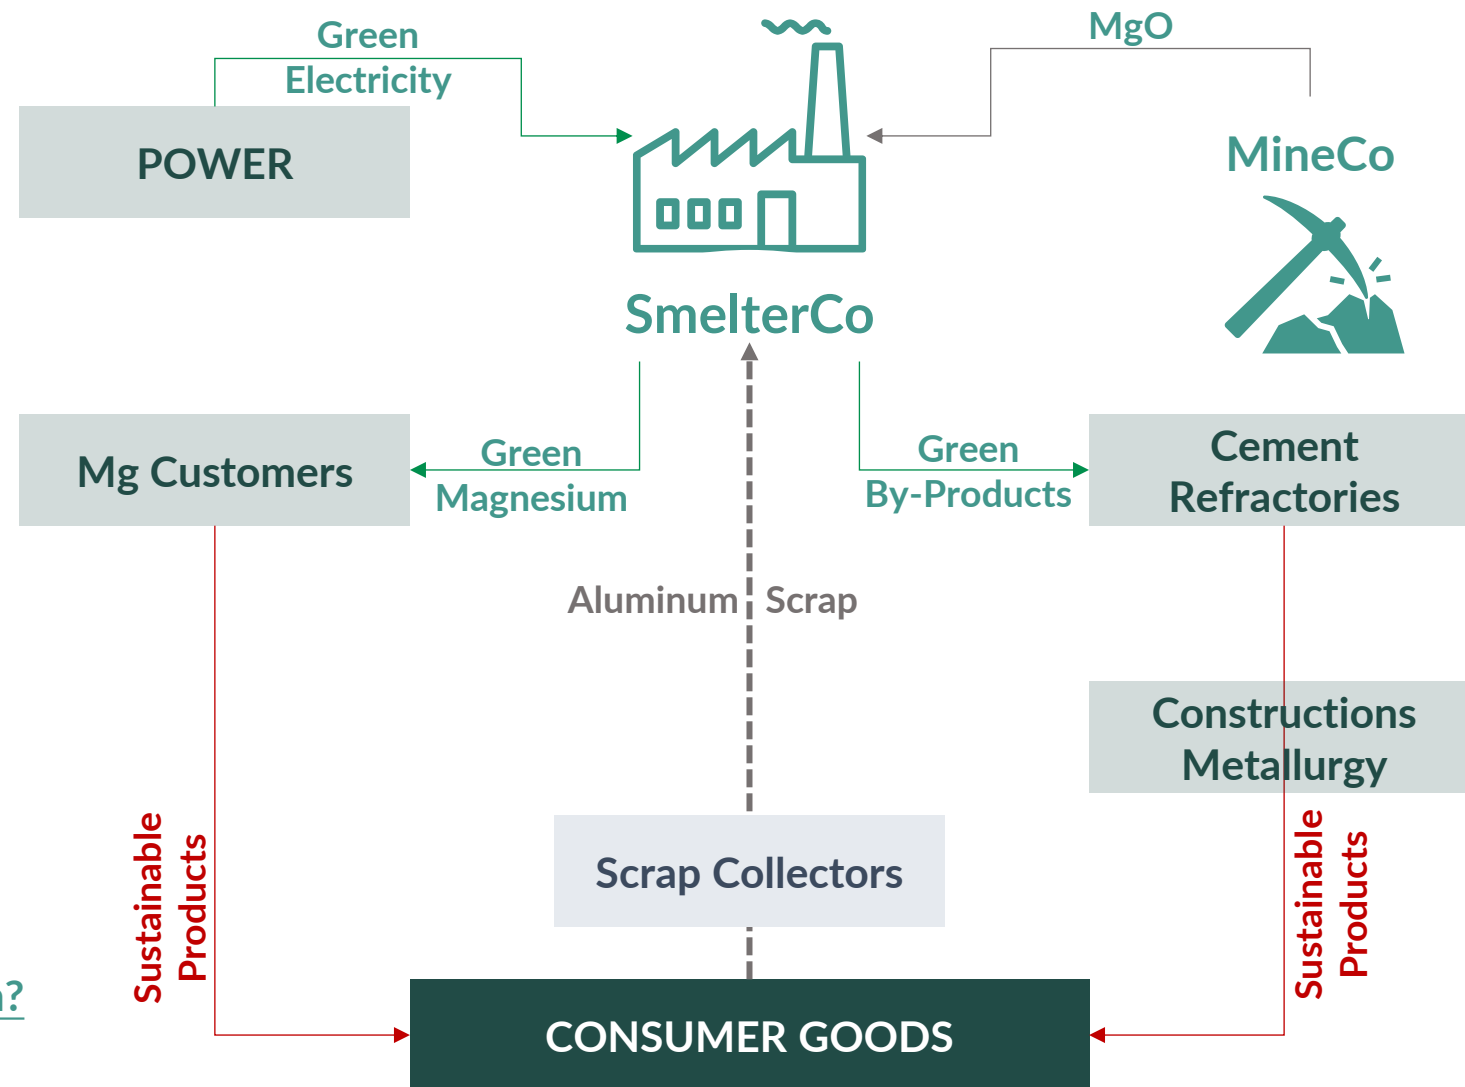 Green
Electricity
MgO
POWER
MineCo
SmelterCo
Mg Customers
Green
Magnesium
Green
By-Products
Cement
Refractories
Aluminum Scrap
Constructions
Metallurgy
Sustainable
Products
Scrap Collectors
Sustainable
Products
CONSUMER GOODS